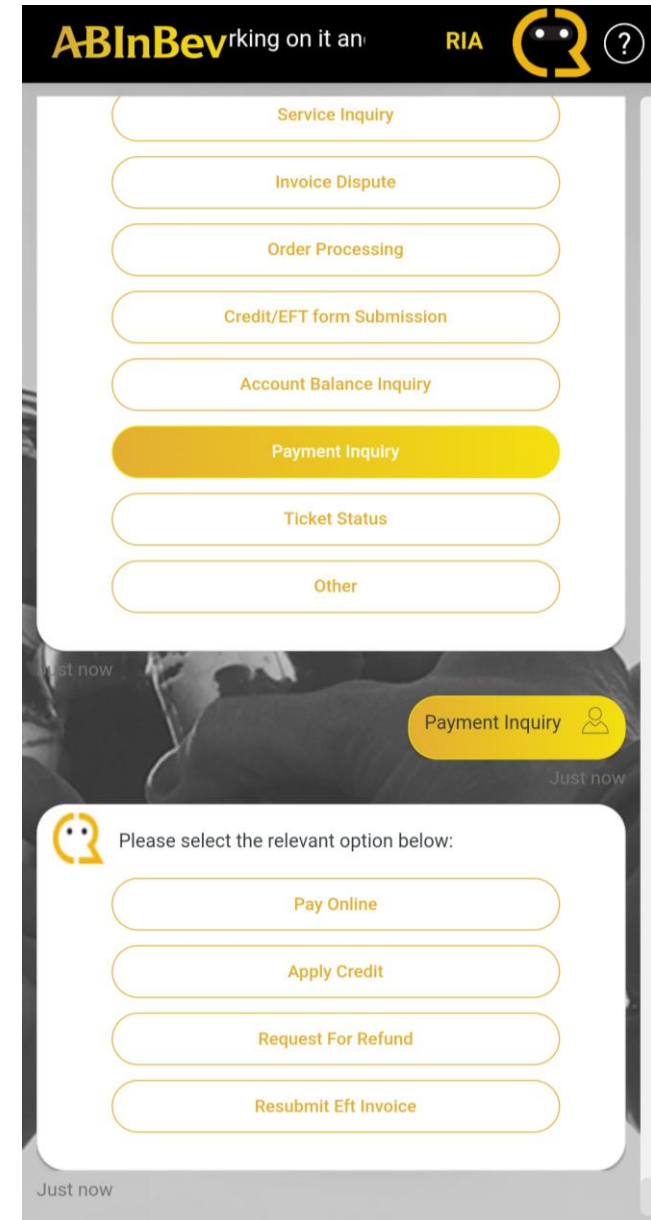 ABInBev rking on it an RIA ?
Service Inquiry
Invoice Dispute
Order Processing
Credit/EFT form Submission
Account Balance Inquiry
Payment Inquiry
Ticket Status
Other
Just now
Payment Inquiry
Just now
Please select the relevant option below:
Pay Online
Apply Credit
Request For Refund
Resubmit Eft Invoice
Just now